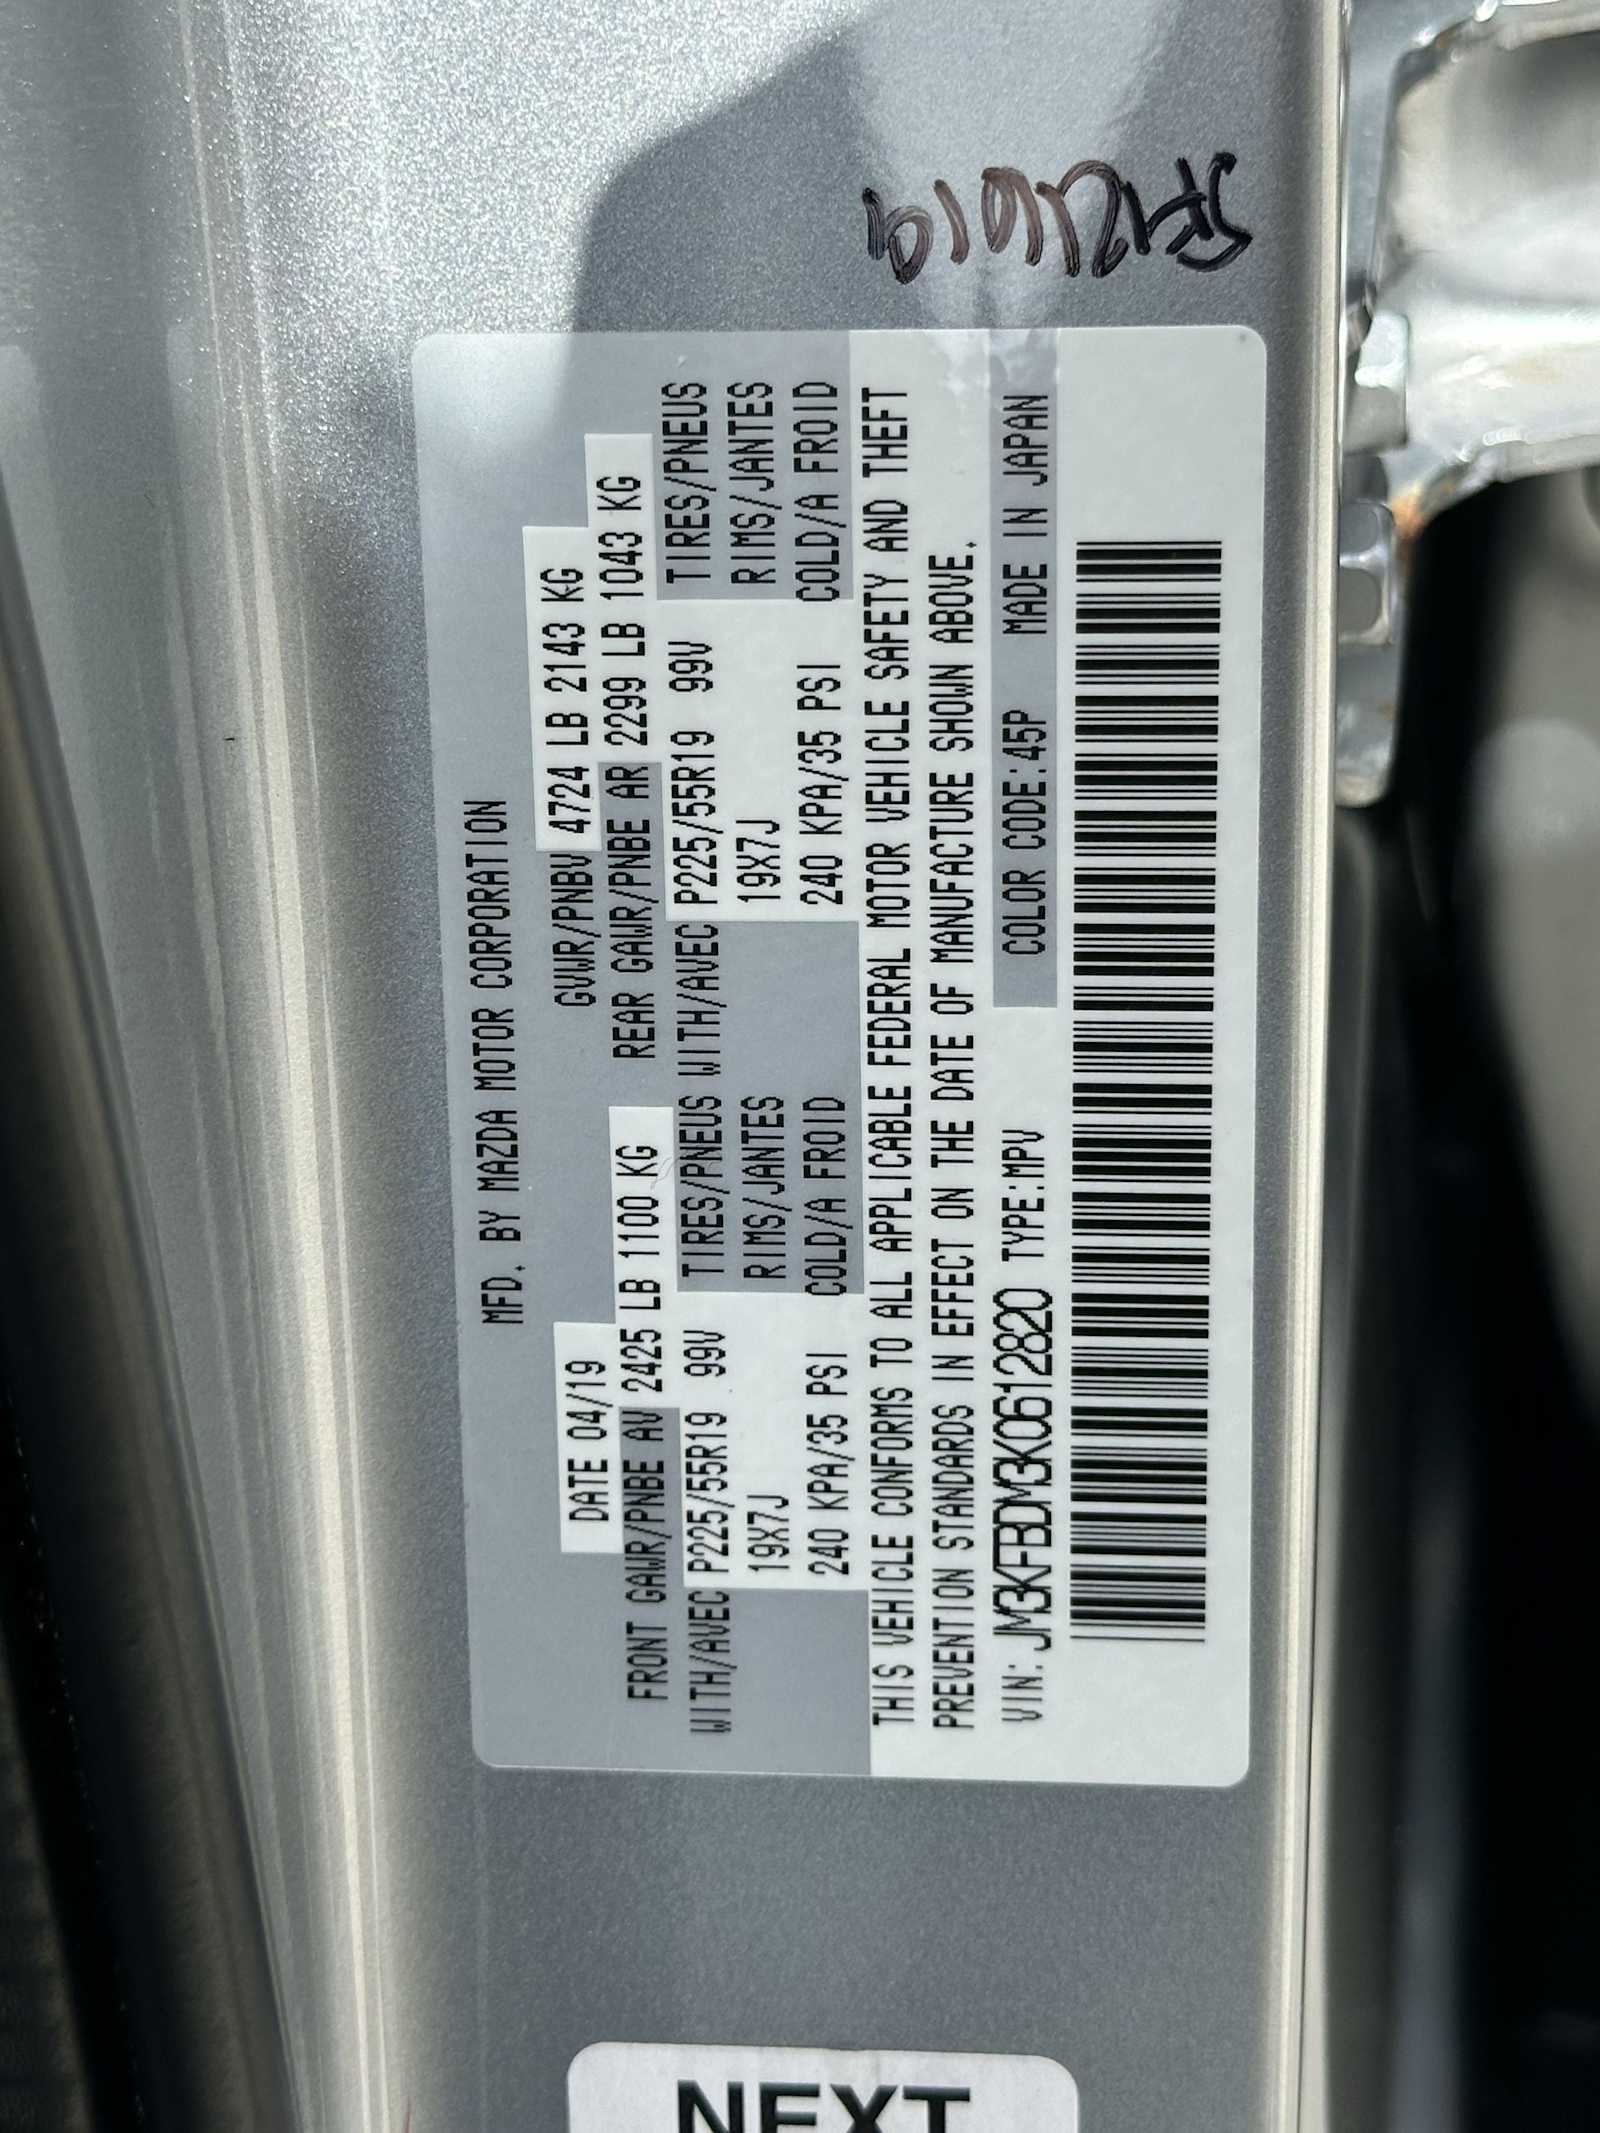 MFD. BY MAZDA MOTOR CORPORATION
DATE 04/19 GVWR/PNBV 4724 LB 2143 KG
FRONT GAWR/PNBE AV 2425 LB 1100 KG REAR GAWR/PNBE AR 2299 LB 1043 KG
WITH/AVEC P225/55R19 99V TIRES/PNEUS WITH/AVEC P225/55R19 99V TIRES/PNEUS
19X7J RIMS/JANTES 19X7J RIMS/JANTES
240 KPA/35 PSI COLD/A FROID 240 KPA/35 PSI COLD/A FROID
THIS VEHICLE CONFORMS TO ALL APPLICABLE FEDERAL MOTOR VEHICLE SAFETY AND THEFT
PREVENTION STANDARDS IN EFFECT ON THE DATE OF MANUFACTURE SHOWN ABOVE.
VIN: JM3KFBDM3K0612820 TYPE:MPV COLOR CODE:45P MADE IN JAPAN
NEXT